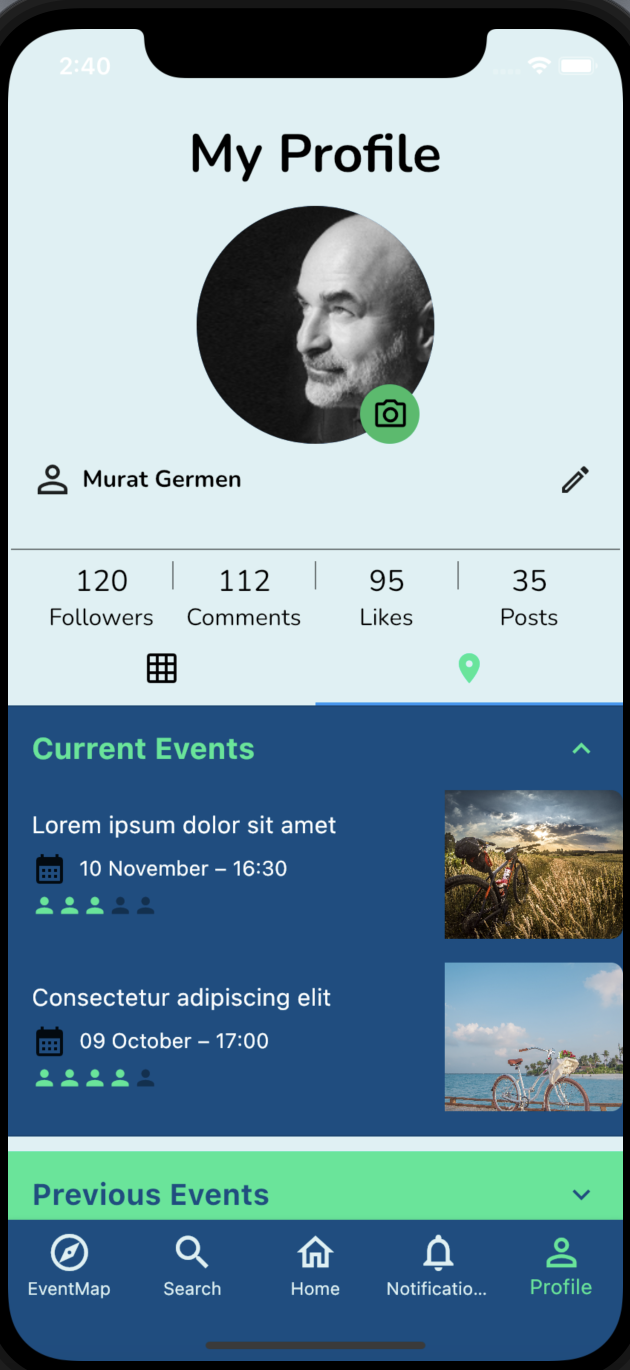 2:40
My Profile
Murat Germen
120 112 95 35
Followers Comments Likes Posts
Current Events
Lorem ipsum dolor sit amet
10 November – 16:30
Consectetur adipiscing elit
09 October – 17:00
Previous Events
EventMap Search Home Notificatio... Profile